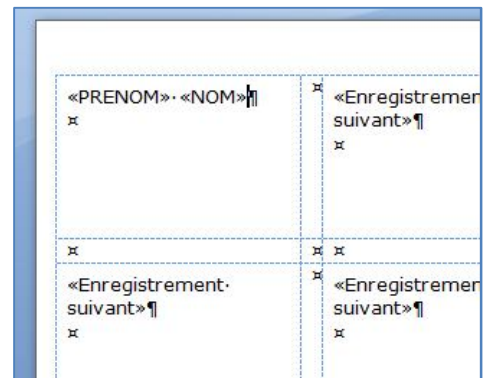 «PRENOM»·«NOM»¶
¤
¤
«Enregistremen
suivant»¶
¤
¤
¤
¤
«Enregistrement·
suivant»¶
¤
¤
«Enregistremen
suivant»¶
¤